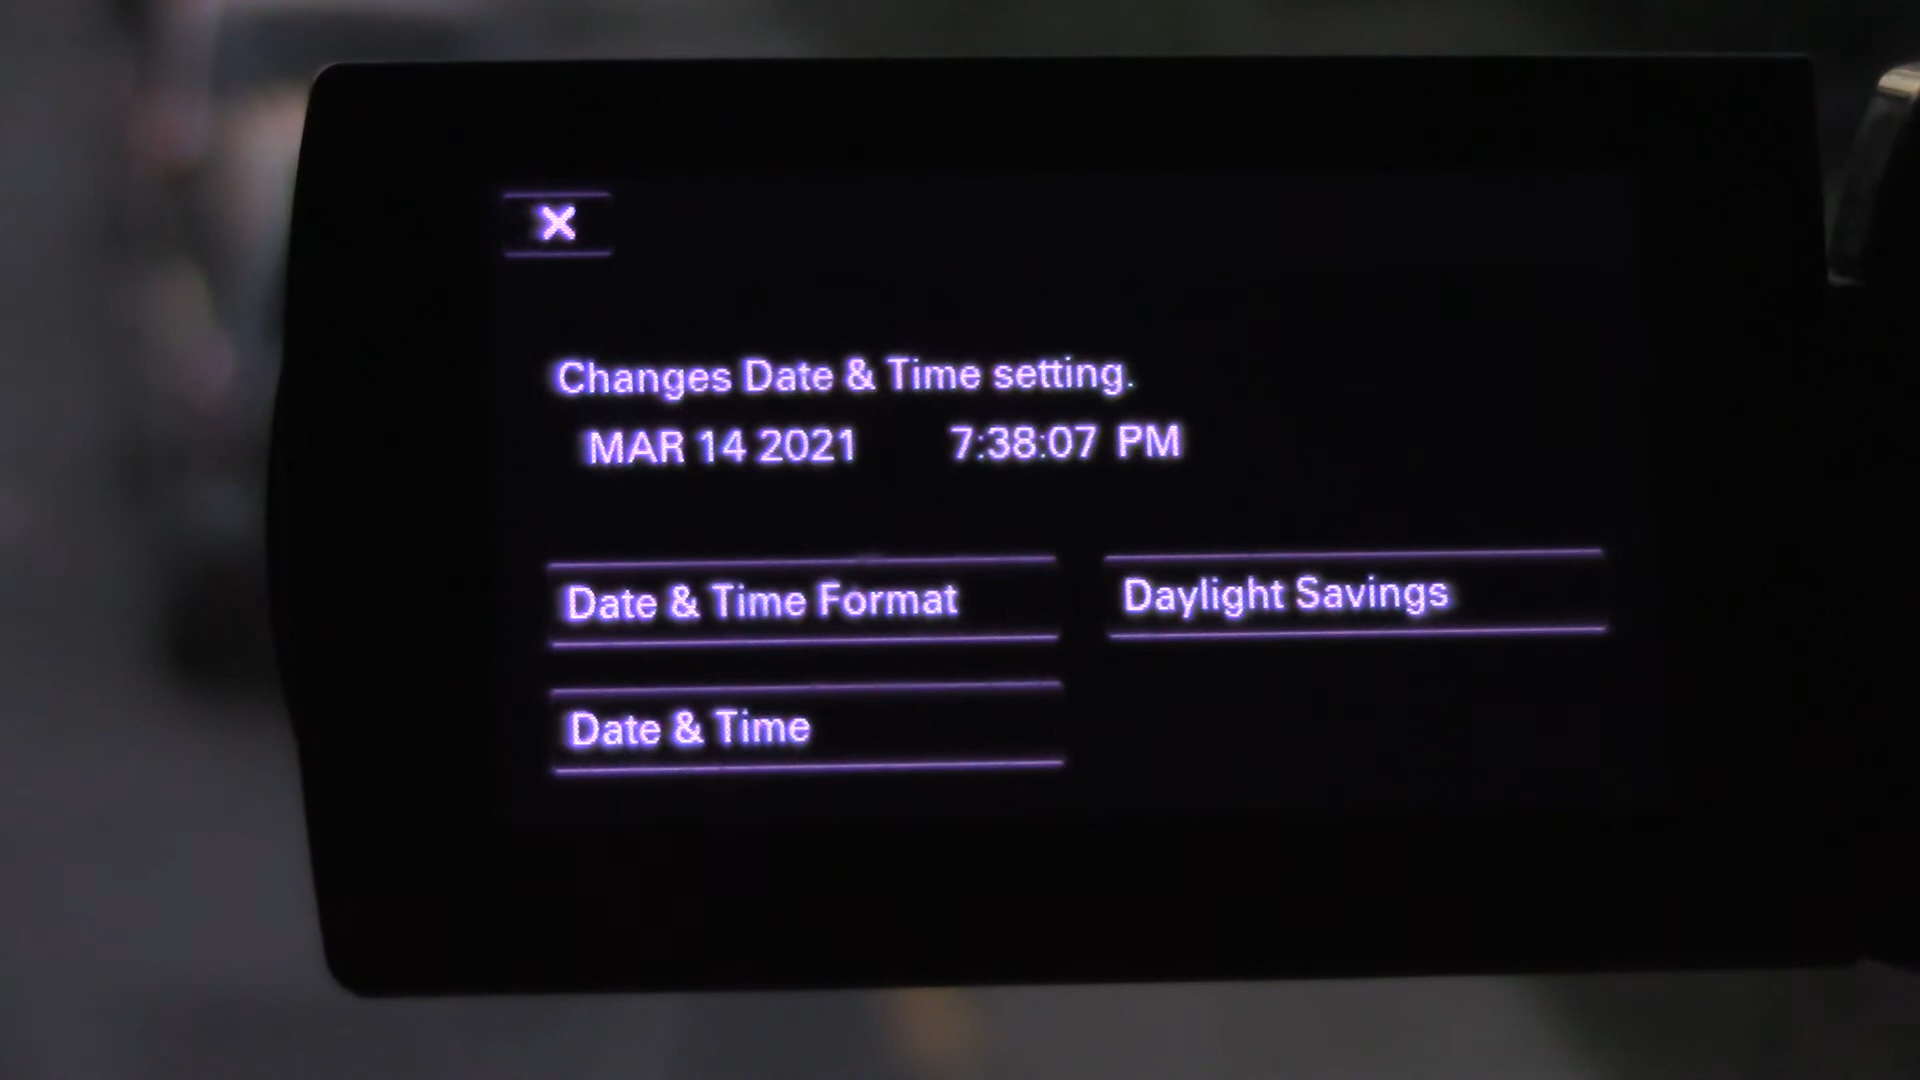 X
Changes Date & Time setting.
MAR 14 2021 7:38:07 PM
Date & Time Format
Daylight Savings
Date & Time